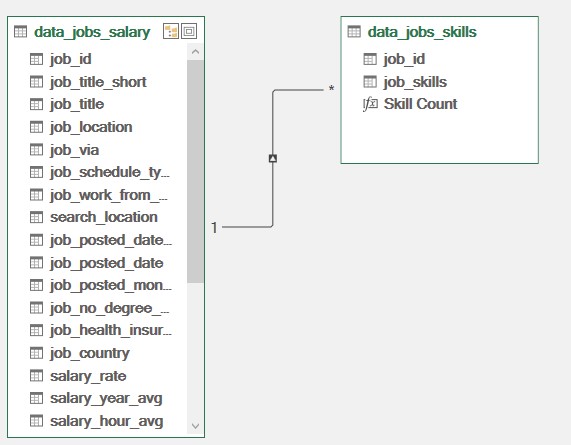 data_jobs_salary
job_id
job_title_short
job_title
job_location
job_via
job_schedule_ty...
job_work_from_...
search_location
job_posted_date...
job_posted_date
job_posted_mon...
job_no_degree_...
job_health_insur...
job_country
salary_rate
salary_year_avg
salary_hour_avg
1
*
data_jobs_skills
job_id
job_skills
fx Skill Count